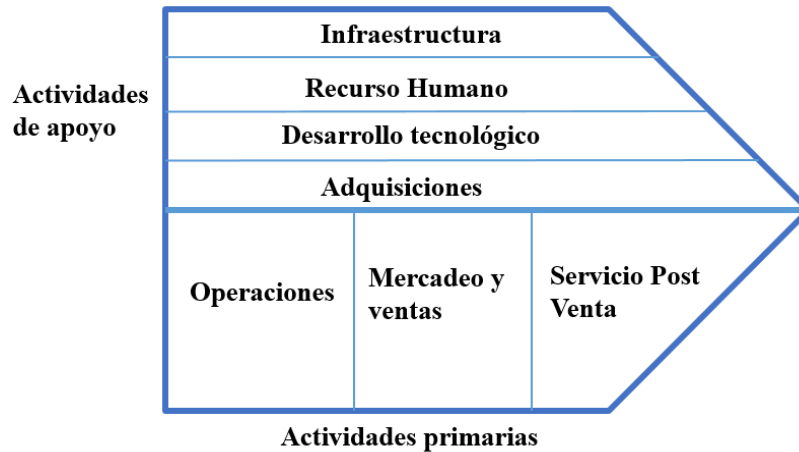 Infraestructura
Actividades
de apoyo
Recurso Humano
Desarrollo tecnológico
Adquisiciones
Operaciones
Mercadeo y
ventas
Servicio Post
Venta
Actividades primarias